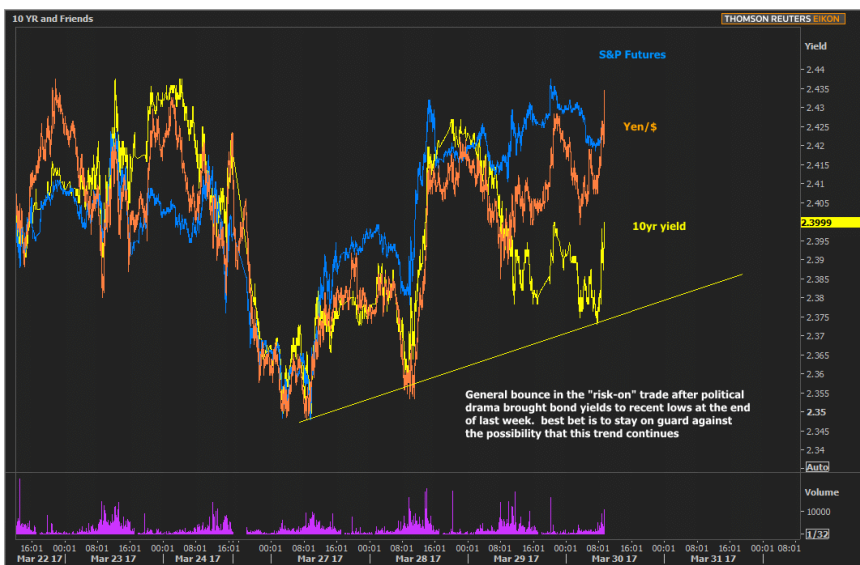 10 YR and Friends
THOMSON REUTERS EIKON
Yield
S&P Futures
2.44
2.435
2.43
Yen/$
2.425
2.42
2.415
2.41
2.405
10yr yield
2.3999
2.395
2.39
2.385
2.38
2.375
2.37
2.365
2.36
2.355
General bounce in the "risk-on" trade after political
drama brought bond yields to recent lows at the end
of last week.  best bet is to stay on guard against
the possibility that this trend continues
2.35
2.345
2.34
Auto
Volume
10000
1/32
16:01 00:01 08:01 16:01 00:01 08:01 16:01 00:01 08:01 16:01 00:01 08:01 16:01 00:01 08:01 16:01 00:01 08:01 16:01 00:01 08:01 16:01 00:01 08:01
Mar 22 17 Mar 23 17 Mar 24 17 Mar 27 17 Mar 28 17 Mar 29 17 Mar 30 17 Mar 31 17